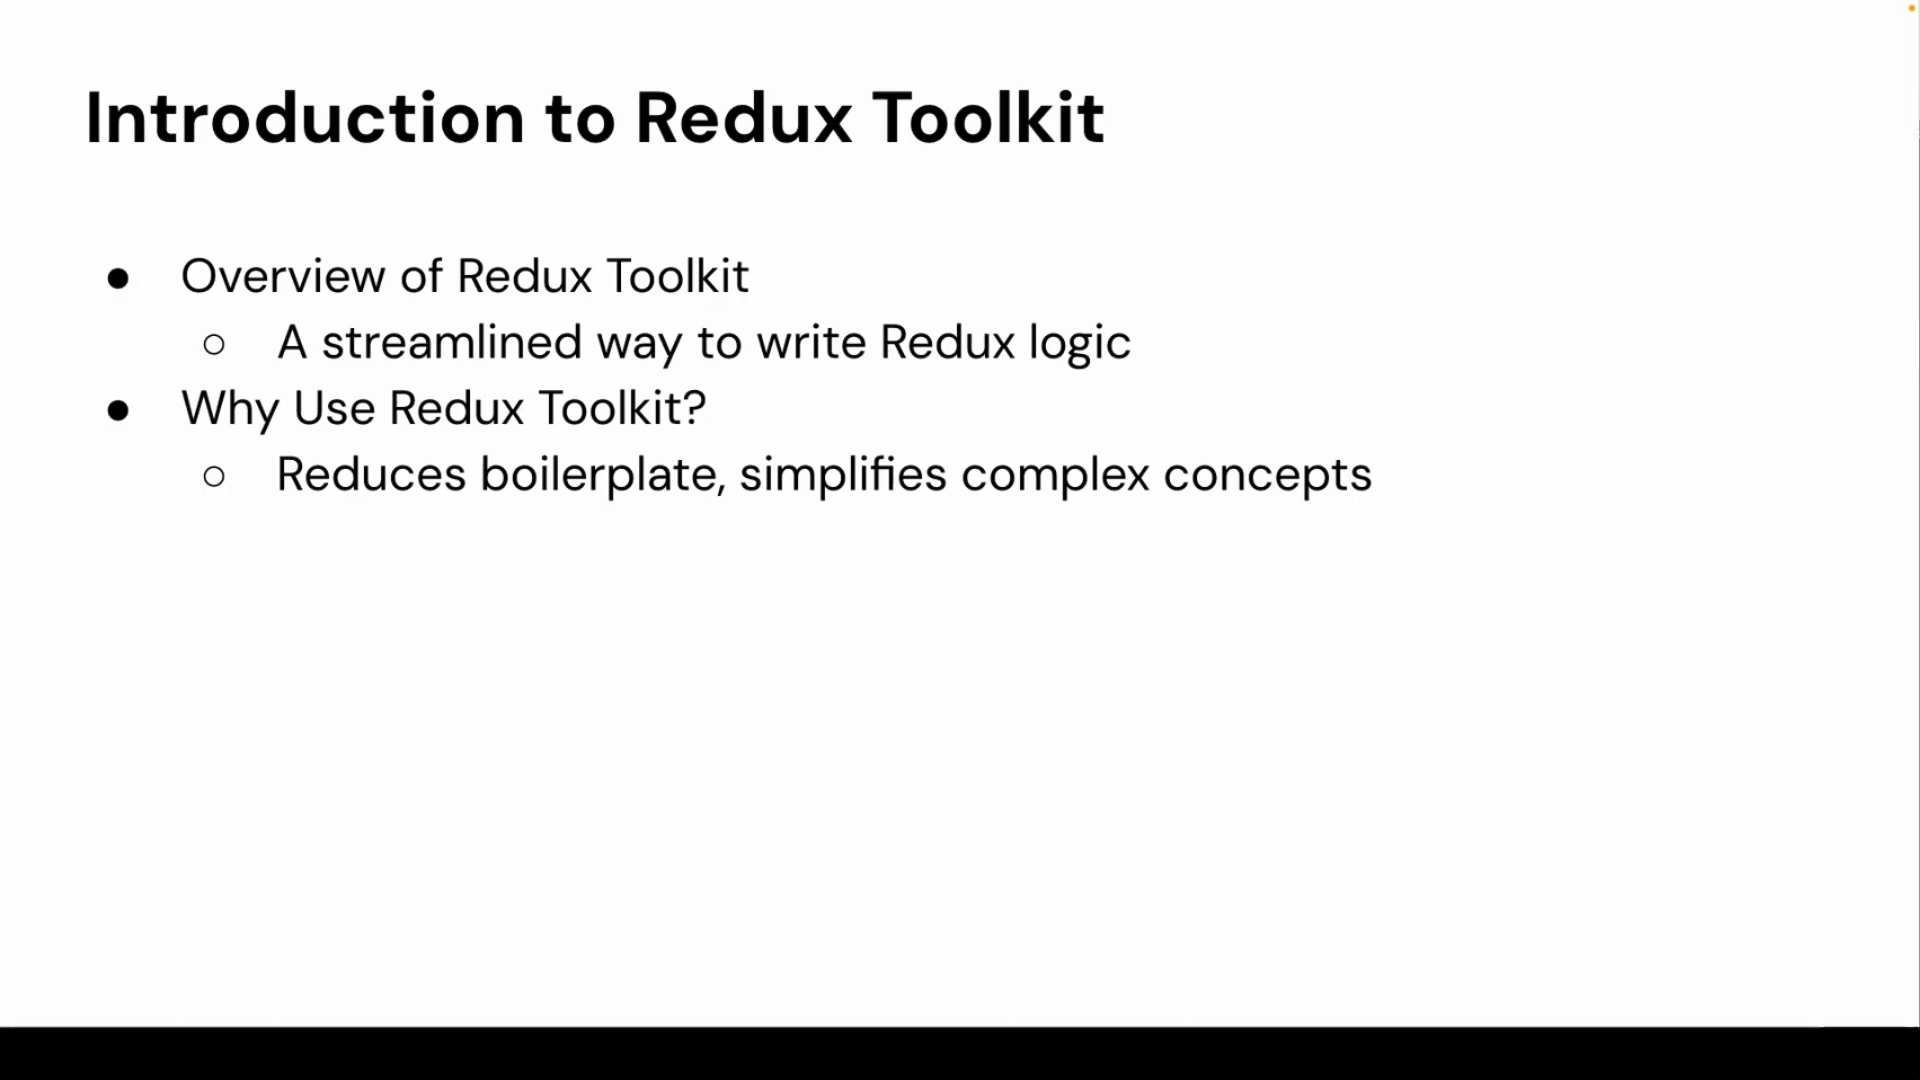 Introduction to Redux Toolkit
● Overview of Redux Toolkit
○ A streamlined way to write Redux logic
● Why Use Redux Toolkit?
○ Reduces boilerplate, simplifies complex concepts